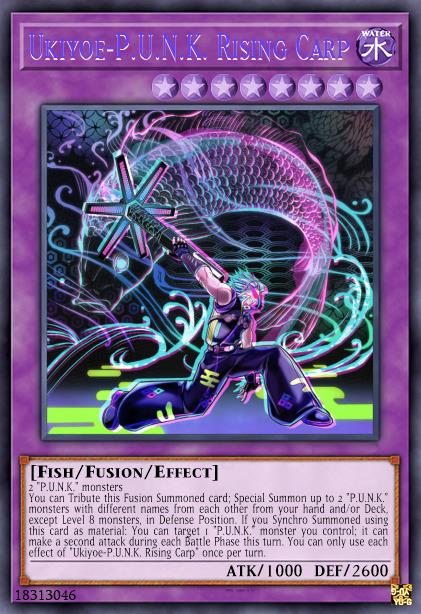 Ukiyoe-P.U.N.K. Rising Carp
WATER
水
[Fish/Fusion/Effect]
2 "P.U.N.K." monsters
You can Tribute this Fusion Summoned card; Special Summon up to 2 "P.U.N.K."
monsters with different names from each other from your hand and/or Deck,
except Level 8 monsters, in Defense Position. If you Synchro Summoned using
this card as material: You can target 1 "P.U.N.K." monster you control; it can
make a second attack during each Battle Phase this turn. You can only use each
effect of "Ukiyoe-P.U.N.K. Rising Carp" once per turn.
ATK/1000 DEF/2600
18313046